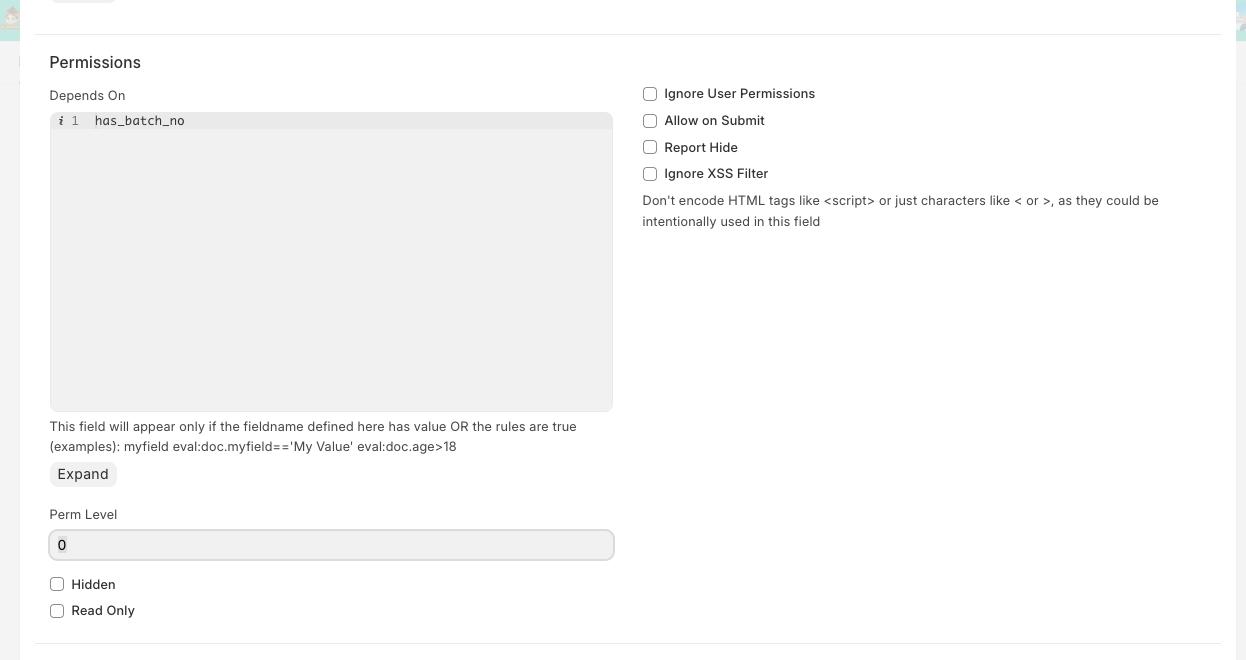 Permissions
Depends On
i 1 has_batch_no
This field will appear only if the fieldname defined here has value OR the rules are true
(examples): myfield eval:doc.myfield=='My Value' eval:doc.age>18
Expand
Perm Level
0
Hidden
Read Only
Ignore User Permissions
Allow on Submit
Report Hide
Ignore XSS Filter
Don't encode HTML tags like <script> or just characters like < or >, as they could be
intentionally used in this field